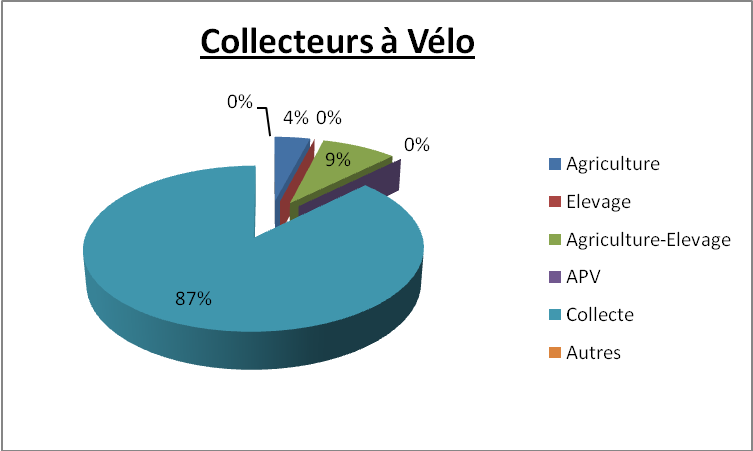 Collecteurs à Vélo
0%
4%
0%
9%
0%
87%
Agriculture
Elevage
Agriculture-Elevage
APV
Collecte
Autres